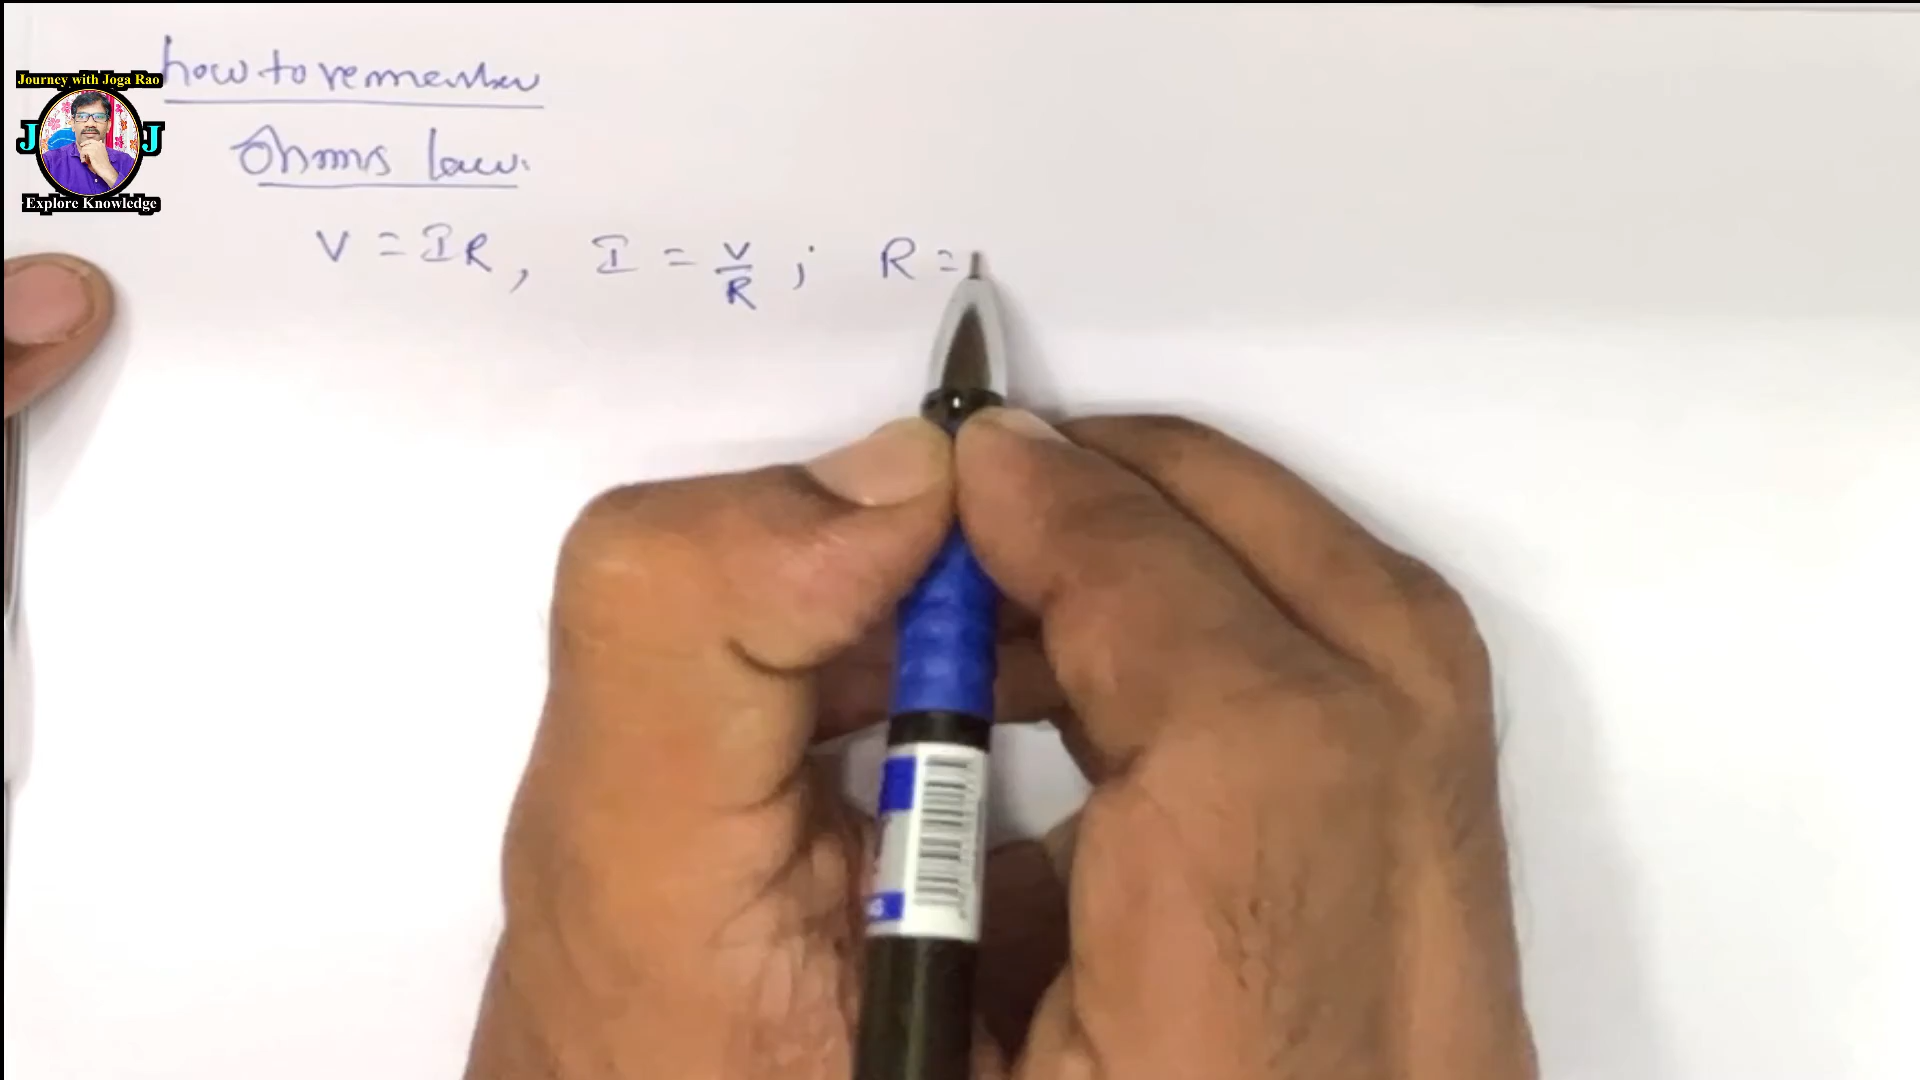 how to remember
Journey with Joga Rao
J J
Ohms law.
Explore Knowledge
V = IR, I = V/R ; R =